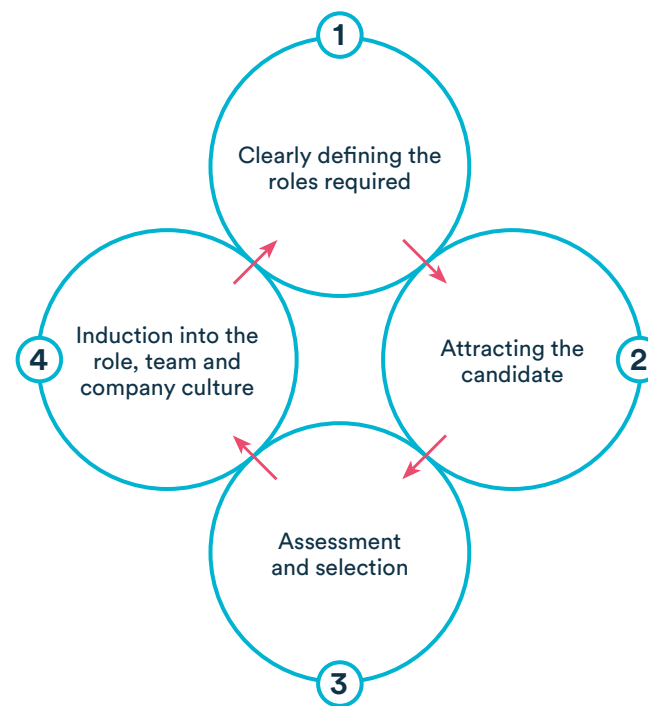 1
Clearly defining the
roles required
2
Attracting the
candidate
3
Assessment
and selection
4
Induction into the
role, team and
company culture